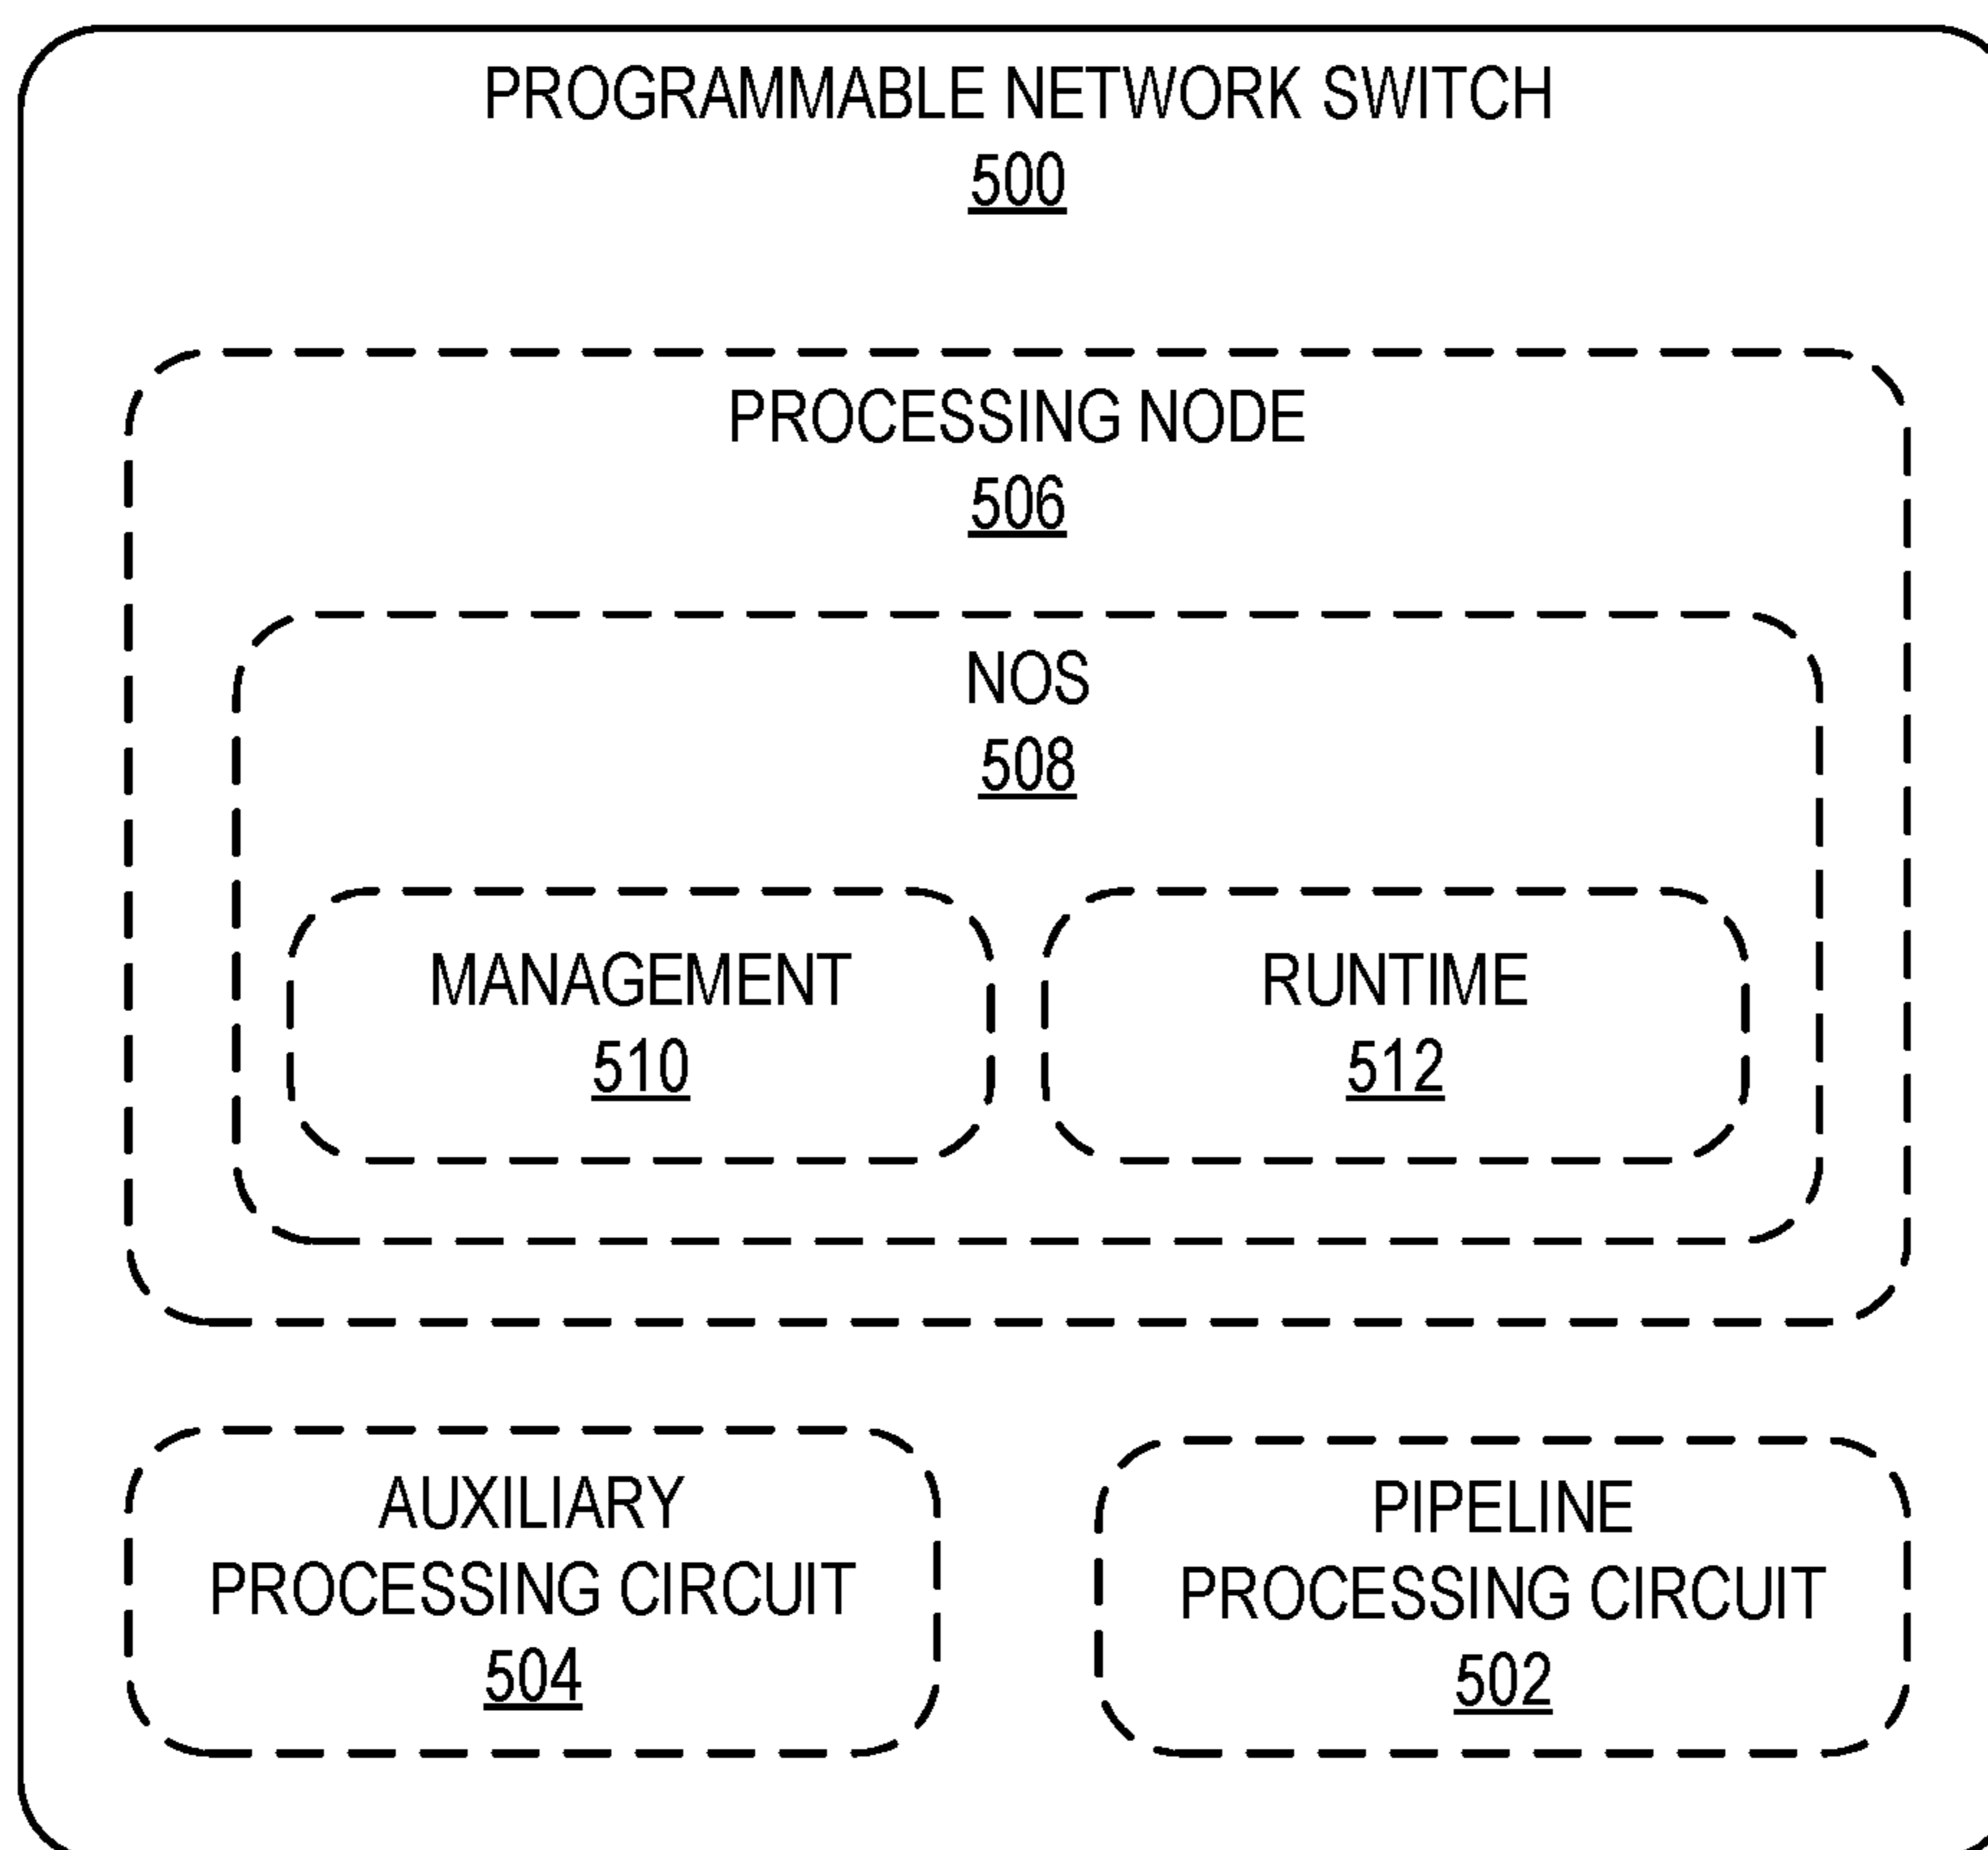 PROGRAMMABLE NETWORK SWITCH
500
PROCESSING NODE
506
NOS
508
MANAGEMENT
510
RUNTIME
512
AUXILIARY
PROCESSING CIRCUIT
504
PIPELINE
PROCESSING CIRCUIT
502